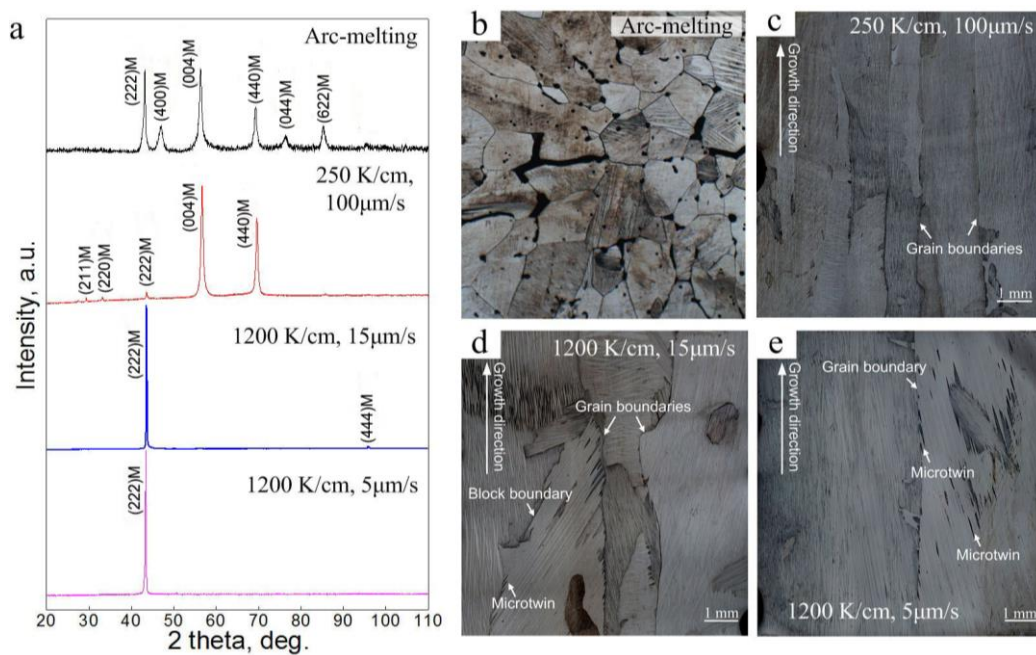 a
Arc-melting
(222)M
(400)M
(004)M
(440)M
(044)M
(622)M
250 K/cm,
100μm/s
(211)M
(220)M
(222)M
(004)M
(440)M
1200 K/cm, 15μm/s
(222)M
(444)M
1200 K/cm, 5μm/s
(222)M
Intensity, a.u.
20 30 40 50 60 70 80 90 100 110
2 theta, deg.
b
Arc-melting
c
250 K/cm, 100μm/s
Growth direction
Grain boundaries
1 mm
d
1200 K/cm, 15μm/s
Growth direction
Grain boundaries
Block boundary
Microtwin
1 mm
e
Growth direction
Grain boundary
Microtwin
Microtwin
1200 K/cm, 5μm/s
1 mm